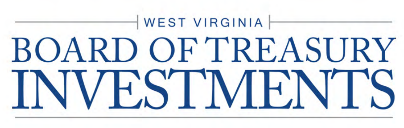 WEST VIRGINIA
BOARD OF TREASURY
INVESTMENTS